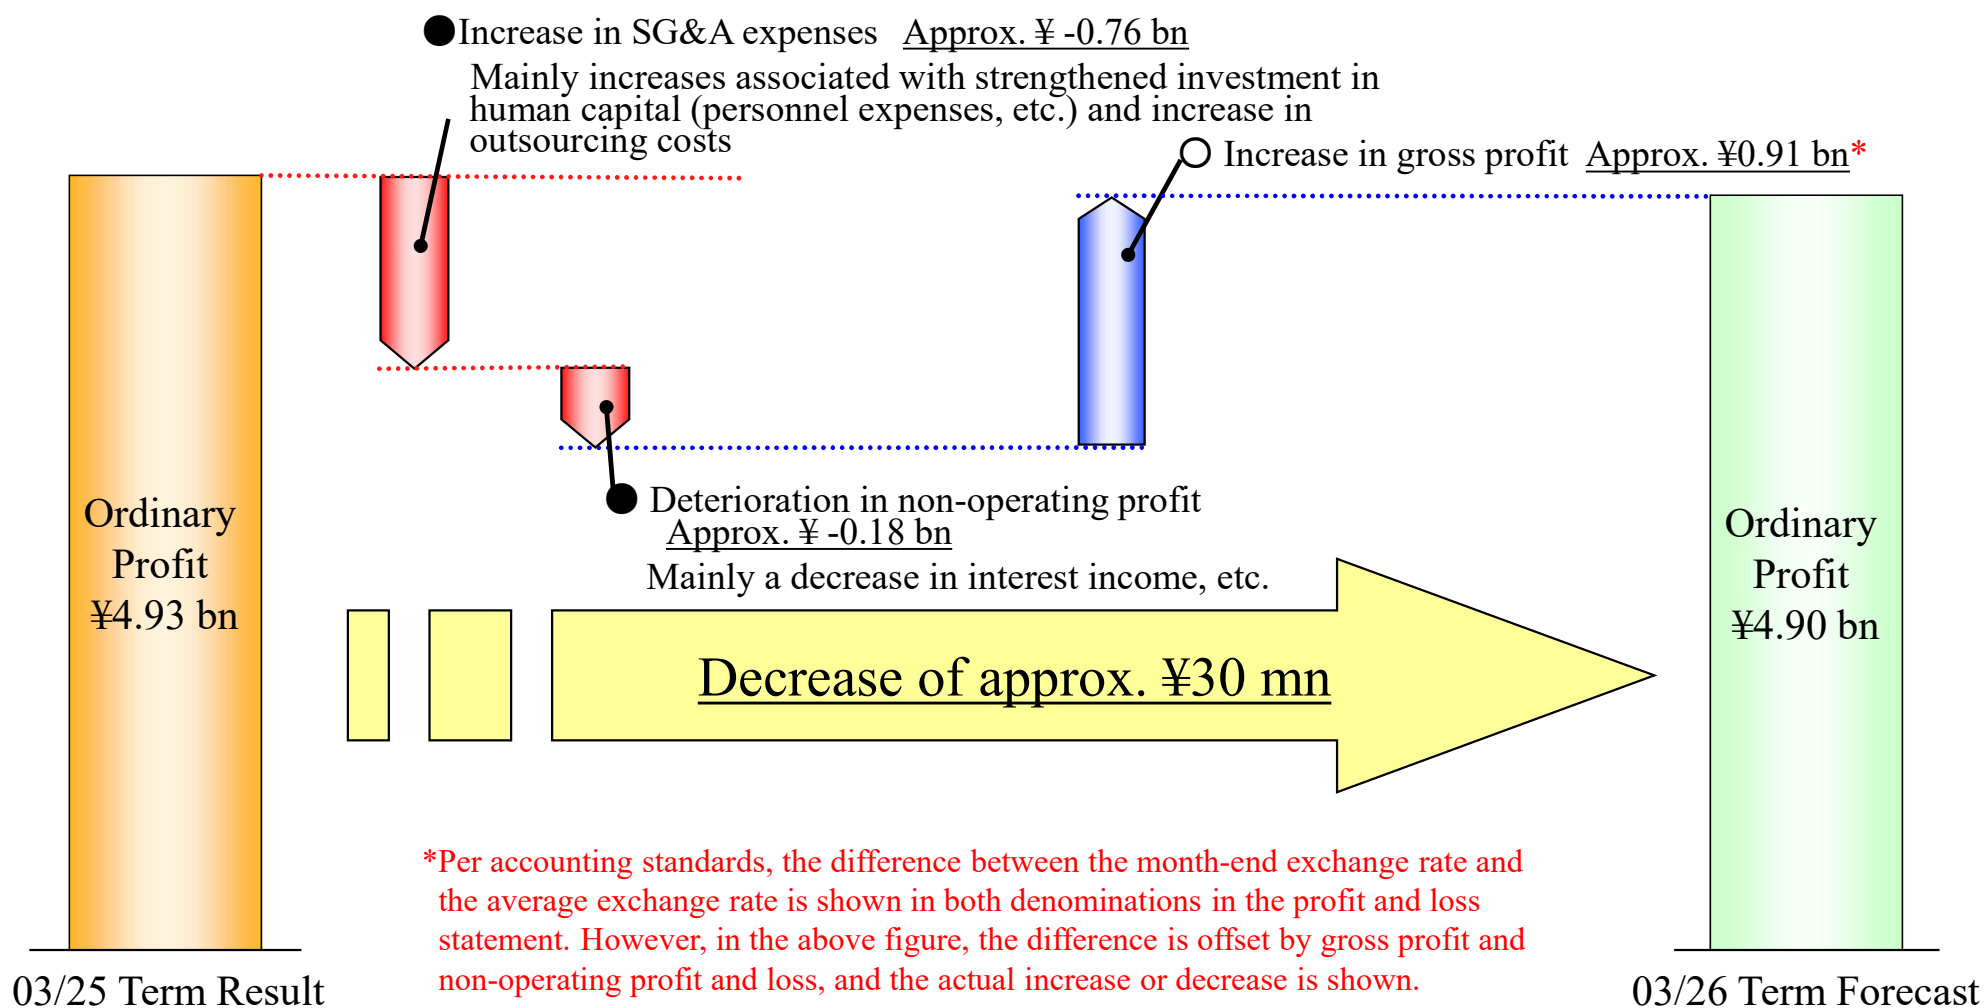 ●Increase in SG&A expenses Approx. ¥ -0.76 bn
Mainly increases associated with strengthened investment in
human capital (personnel expenses, etc.) and increase in
outsourcing costs
○ Increase in gross profit Approx. ¥0.91 bn*
● Deterioration in non-operating profit
Approx. ¥ -0.18 bn
Mainly a decrease in interest income, etc.
Ordinary
Profit
¥4.93 bn
Ordinary
Profit
¥4.90 bn
Decrease of approx. ¥30 mn
*Per accounting standards, the difference between the month-end exchange rate and
the average exchange rate is shown in both denominations in the profit and loss
statement. However, in the above figure, the difference is offset by gross profit and
non-operating profit and loss, and the actual increase or decrease is shown.
03/25 Term Result
03/26 Term Forecast